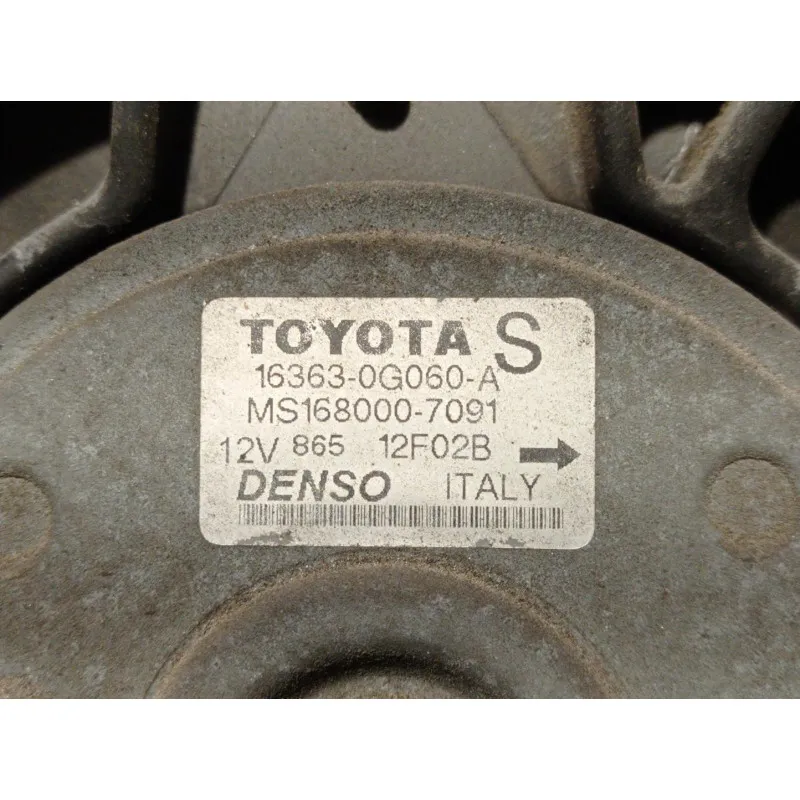 TOYOTA S
16363-0G060-A
MS168000-7091
12V 865 12F02B
DENSO ITALY